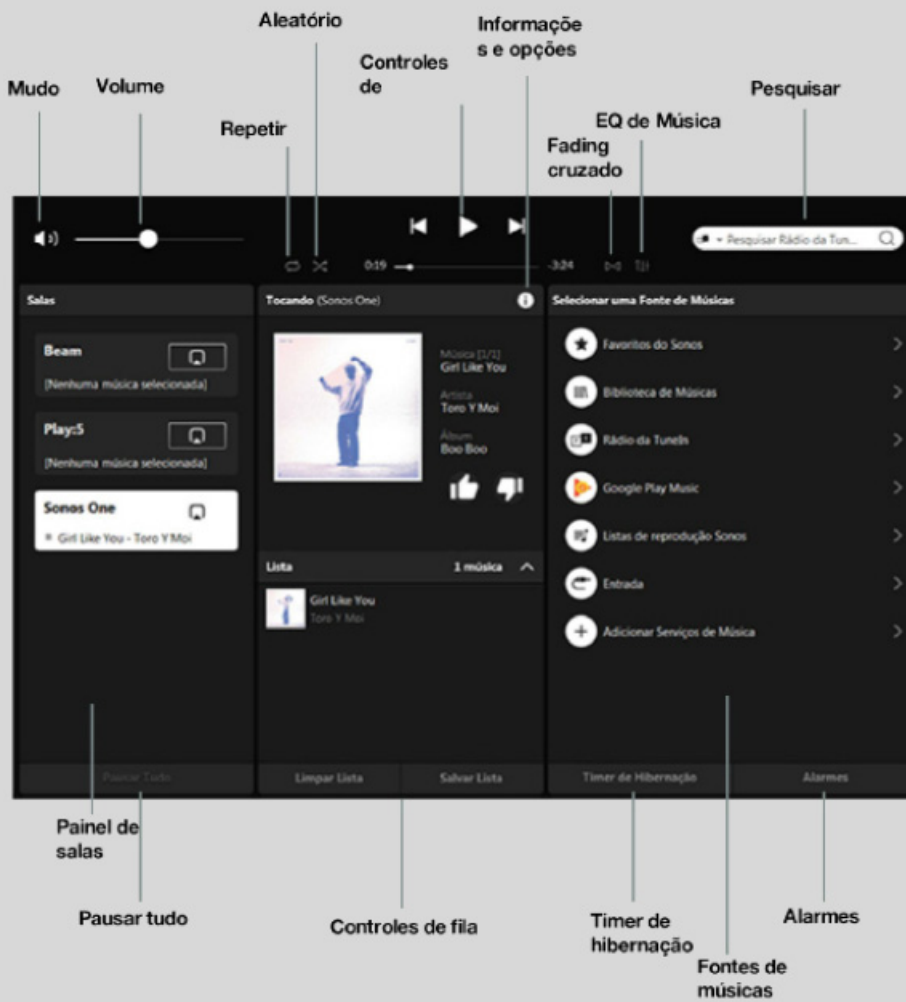 Aleatório
Informaçõe
s e opções
Controles
de
Mudo
Volume
Pesquisar
Repetir
EQ de Música
Fading
cruzado
Pesquisar Rádio da Tun...
0:19
-3:24
Salas
Tocando (Sonos One)
Selecionar uma Fonte de Músicas
Beam
[Nenhuma música selecionada]
Play:5
[Nenhuma música selecionada]
Sonos One
Girl Like You - Toro Y Moi
Música [1/1]
Girl Like You
Artista
Toro Y Moi
Álbum
Boo Boo
Lista
1 música
Girl Like You
Toro Y Moi
Favoritos do Sonos
Biblioteca de Músicas
Rádio da TuneIn
Google Play Music
Listas de reprodução Sonos
Entrada
Adicionar Serviços de Música
Pausar Tudo
Limpar Lista
Salvar Lista
Timer de Hibernação
Alarmes
Painel de
salas
Pausar tudo
Controles de fila
Timer de
hibernação
Alarmes
Fontes de
músicas